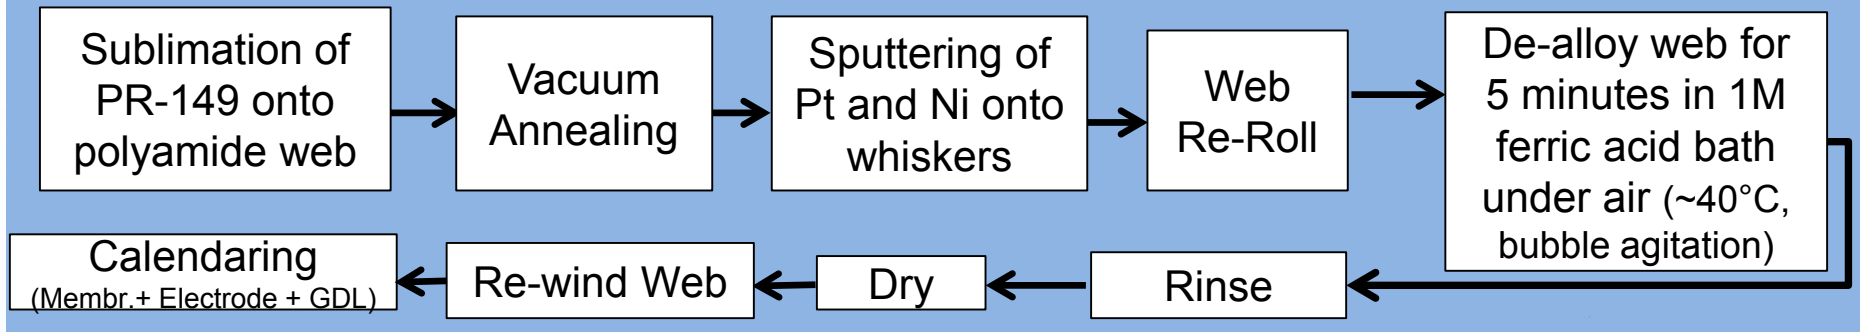 Sublimation of
PR-149 onto
polyamide web
Vacuum
Annealing
Sputtering of
Pt and Ni onto
whiskers
Web
Re-Roll
De-alloy web for
5 minutes in 1M
ferric acid bath
under air (~40°C,
bubble agitation)
Rinse
Dry
Re-wind Web
Calendaring
(Membr.+ Electrode + GDL)